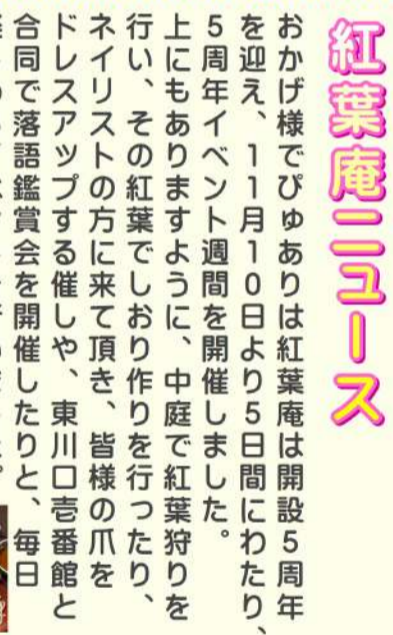 紅葉庵ニュース
おかげ様でぴゅありは紅葉庵は開設5周年
を迎え、11月10日より5日間にわたり、
5周年イベント週間を開催しました。
上にもありますように、中庭で紅葉狩りを
行い、その紅葉でしおり作りを行ったり、
ネイリストの方に来て頂き、皆様の爪を
ドレスアップする催しや、東川口壱番館と
合同で落語鑑賞会を開催したりと、毎日